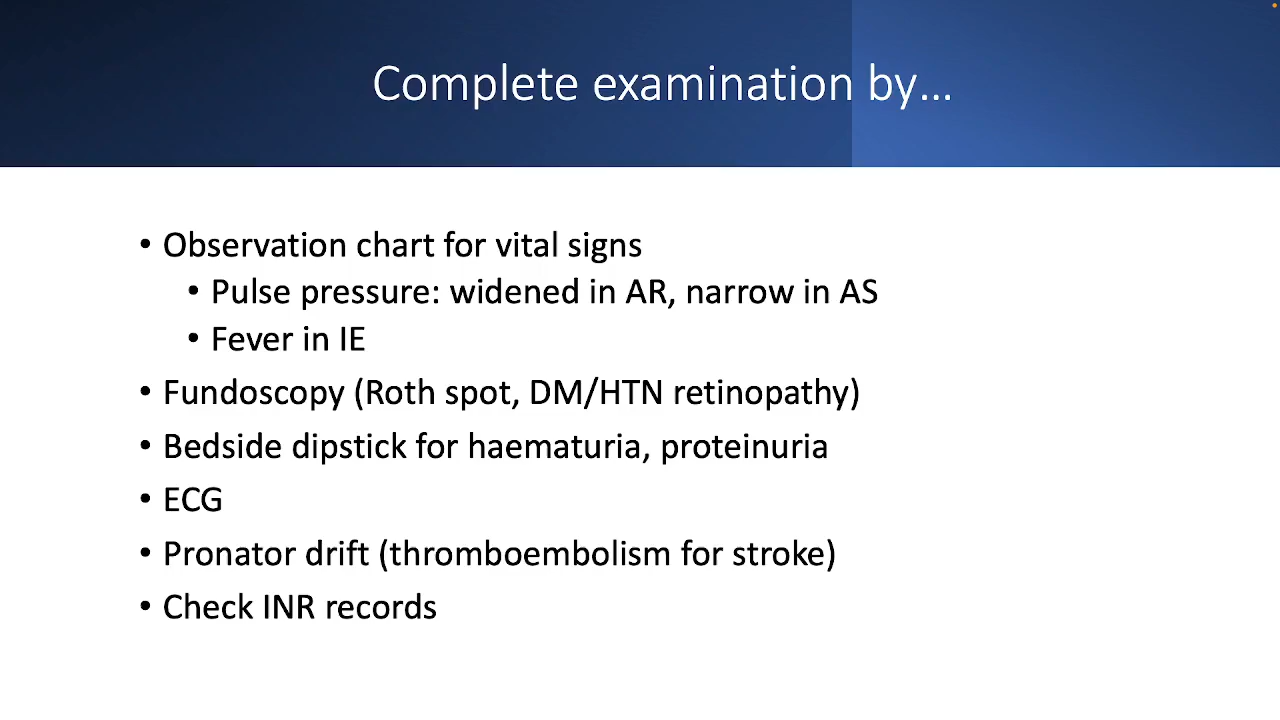 Complete examination by...
• Observation chart for vital signs
• Pulse pressure: widened in AR, narrow in AS
• Fever in IE
• Fundoscopy (Roth spot, DM/HTN retinopathy)
• Bedside dipstick for haematuria, proteinuria
• ECG
• Pronator drift (thromboembolism for stroke)
• Check INR records